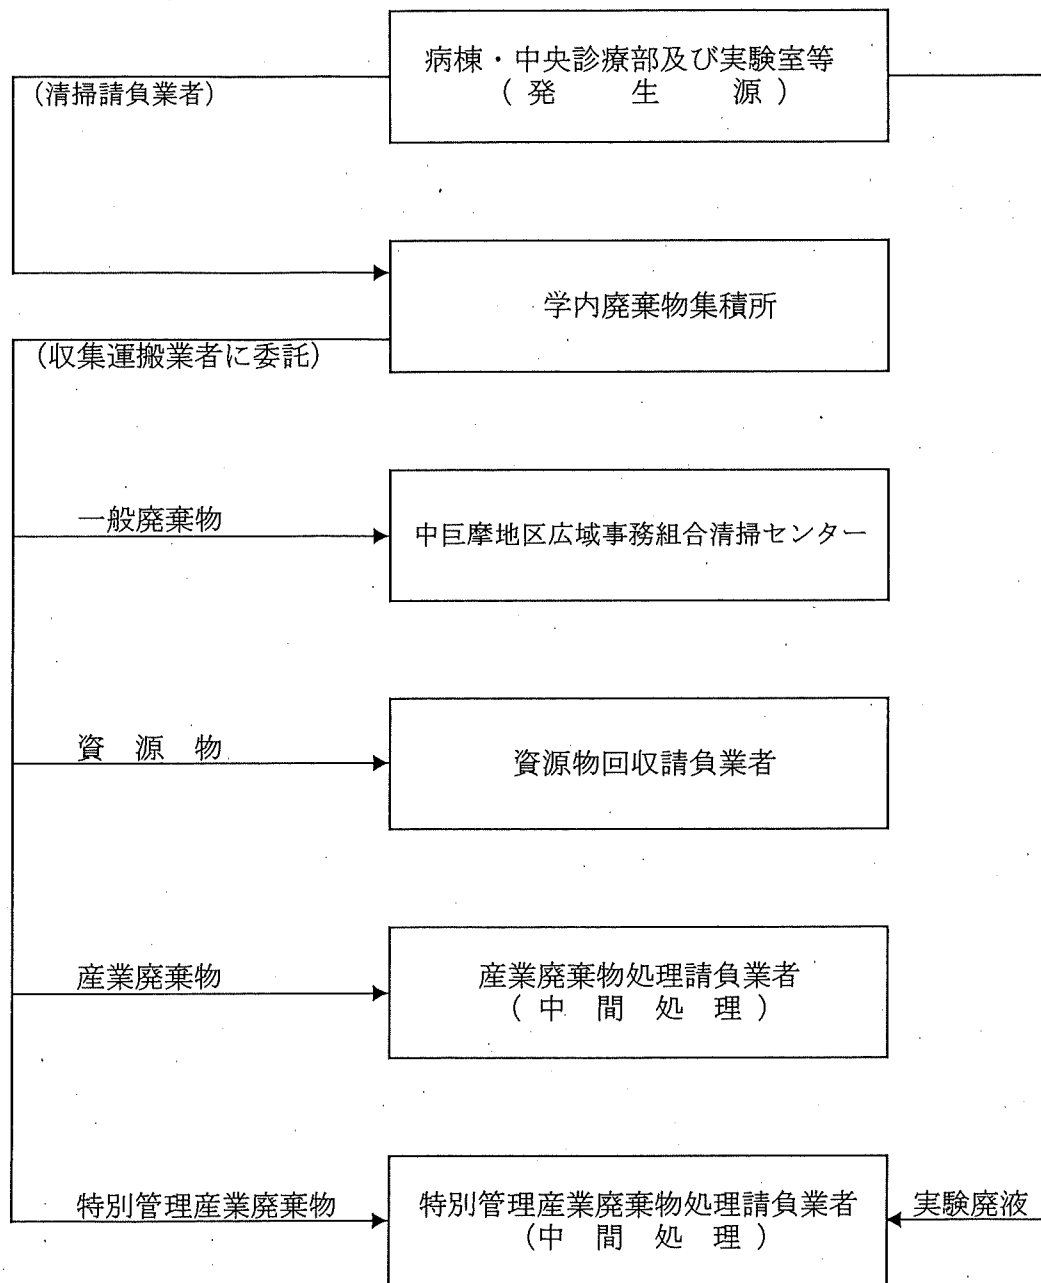 病棟・中央診療部及び実験室等
(発生源)
(清掃請負業者)
学内廃棄物集積所
(収集運搬業者に委託)
一般廃棄物
中巨摩地区広域事務組合清掃センター
資源物
資源物回収請負業者
産業廃棄物
産業廃棄物処理請負業者
(中間処理)
特別管理産業廃棄物
特別管理産業廃棄物処理請負業者
(中間処理)
実験廃液